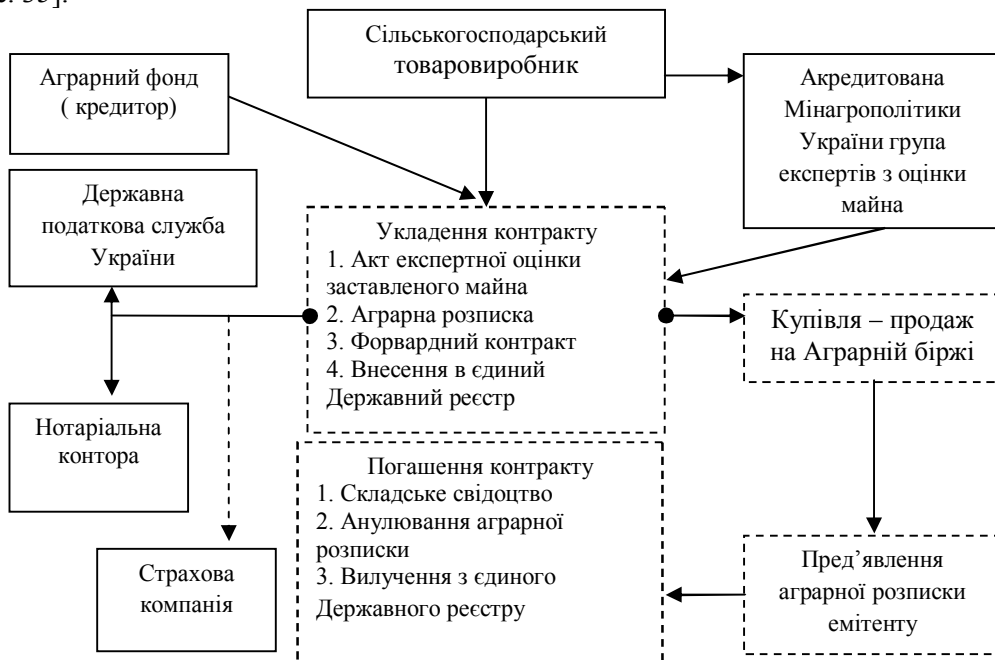 с. 55].
Сільськогосподарський
товаровиробник
Аграрний фонд
( кредитор)
Акредитована
Мінагрополітики
України група
експертів з оцінки
майна
Державна
податкова служба
України
Укладення контракту
1. Акт експертної оцінки
заставленого майна
2. Аграрна розписка
3. Форвардний контракт
4. Внесення в єдиний
Державний реєстр
Купівля – продаж
на Аграрній біржі
Нотаріальна
контора
Погашення контракту
1. Складське свідоцтво
2. Анулювання аграрної
розписки
3. Вилучення з єдиного
Державного реєстру
Страхова
компанія
Пред’явлення
аграрної розписки
емітенту